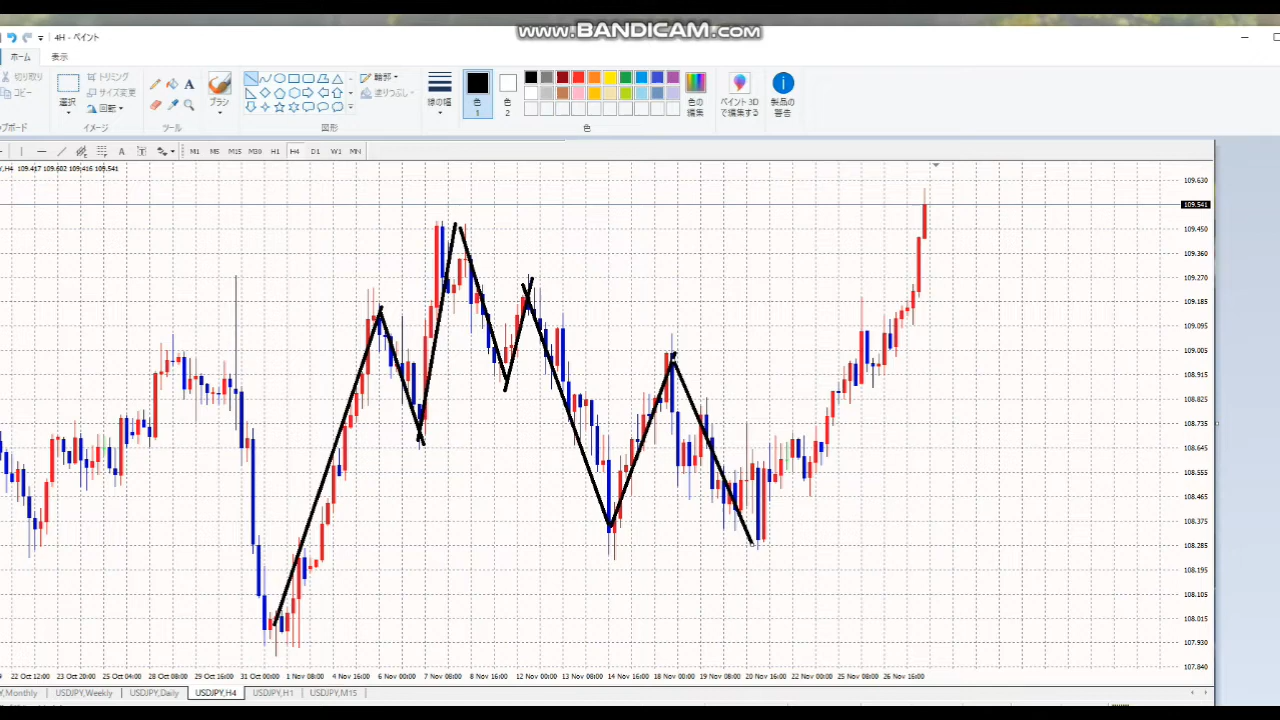 www.BANDICAM.com
4H - ペイント
ホーム 表示
切り取り
コピー
選択
トリミング
サイズ変更
回転
イメージ
ツール
ブラシ
図形
輪郭
塗りつぶし
線の幅
色
1
色
2
色
色の
編集
ペイント 3D
で編集する
製品の
警告
M1 M5 M15 M30 H1 H4 D1 W1 MN
Y,H4 109.417 109.602 109.416 109.541
109.630
109.541
109.450
109.360
109.270
109.185
109.095
109.005
108.915
108.825
108.735
108.645
108.555
108.465
108.375
108.285
108.195
108.105
108.015
107.930
107.840
22 Oct 12:00 23 Oct 20:00 25 Oct 04:00 28 Oct 08:00 29 Oct 16:00 31 Oct 00:00 1 Nov 08:00 4 Nov 16:00 6 Nov 00:00 7 Nov 08:00 8 Nov 16:00 12 Nov 00:00 13 Nov 08:00 14 Nov 16:00 18 Nov 00:00 19 Nov 08:00 20 Nov 16:00 22 Nov 00:00 25 Nov 08:00 26 Nov 16:00
Y,Monthly USDJPY,Weekly USDJPY,Daily USDJPY,H4 USDJPY,H1 USDJPY,M15